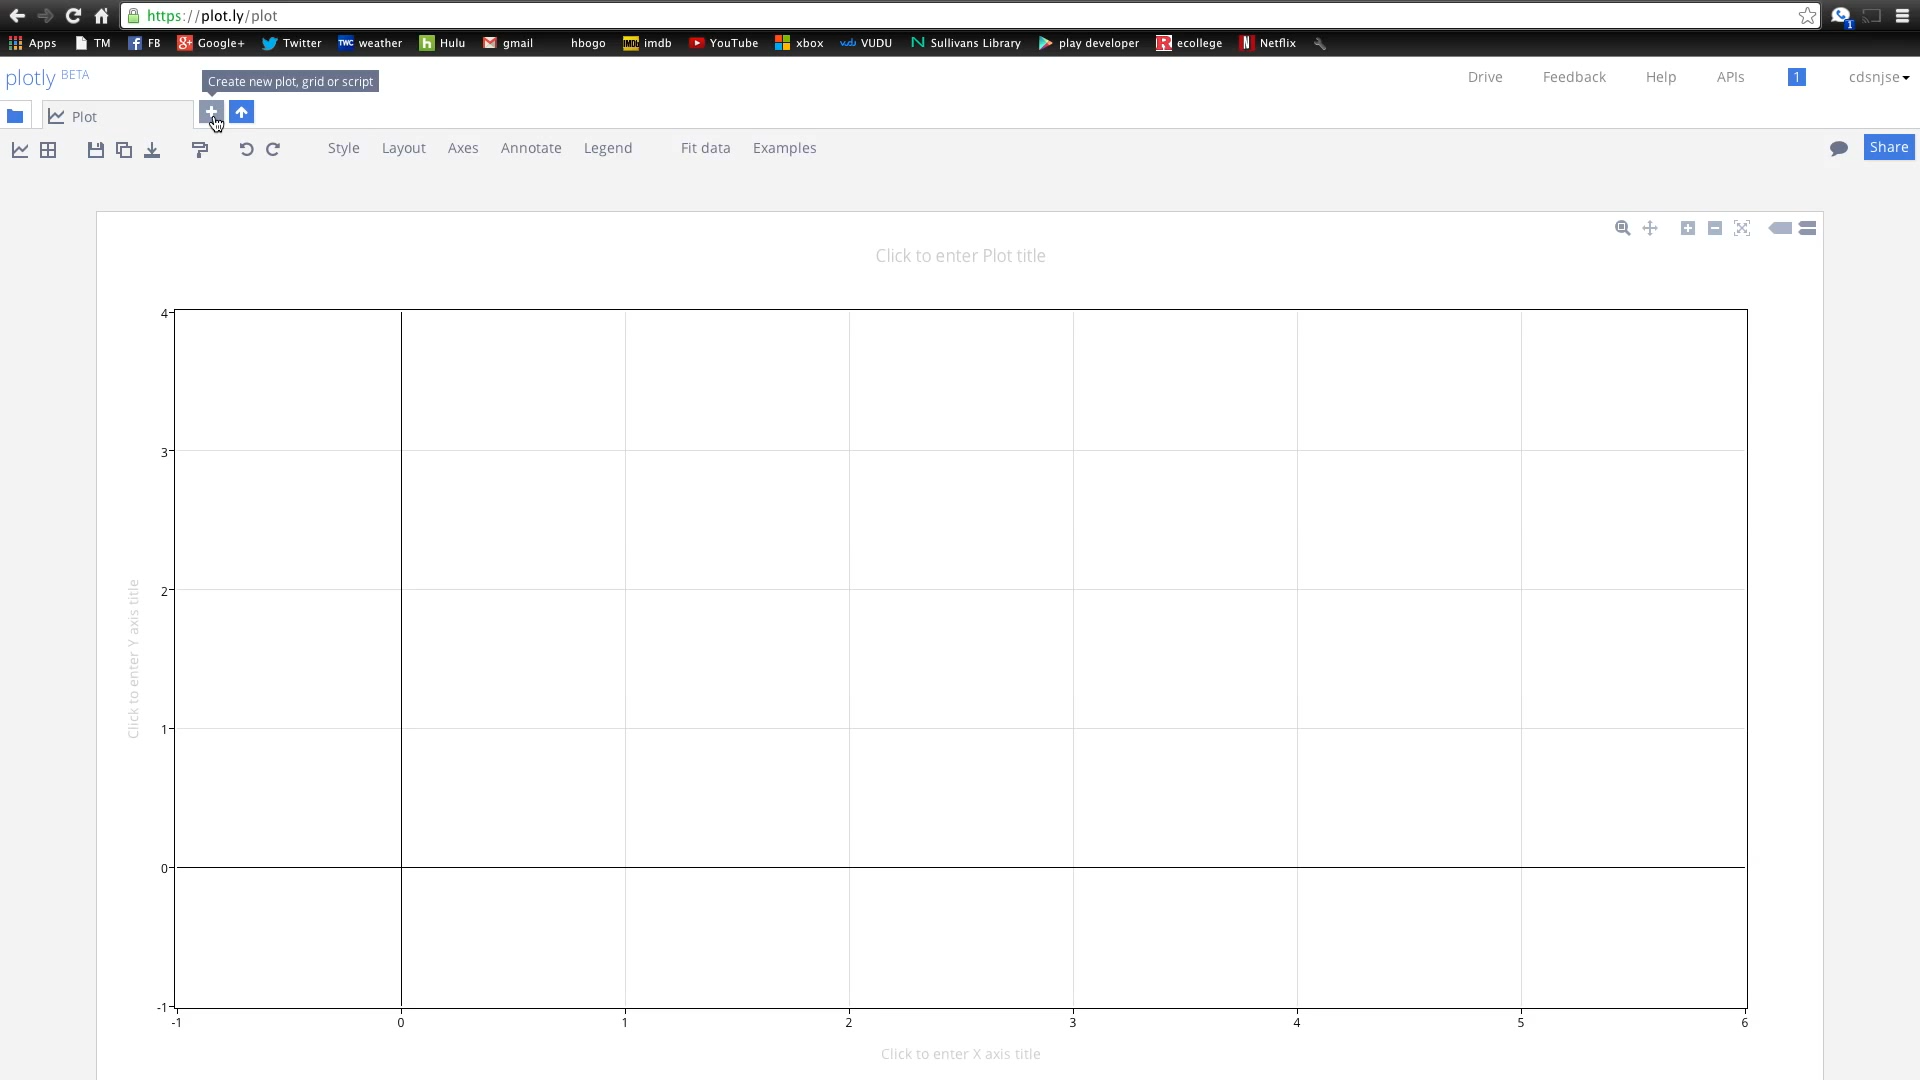 https://plot.ly/plot
Apps TM FB Google+ Twitter TWC weather Hulu gmail hbogo IMDb imdb YouTube xbox VUDU Sullivans Library play developer ecollege Netflix
plotly BETA
Create new plot, grid or script
Drive Feedback Help APIs 1 cdsnjse
Plot
Style Layout Axes Annotate Legend Fit data Examples
Share
Click to enter Plot title
4
3
2
1
0
-1
Click to enter Y axis title
-1 0 1 2 3 4 5 6
Click to enter X axis title